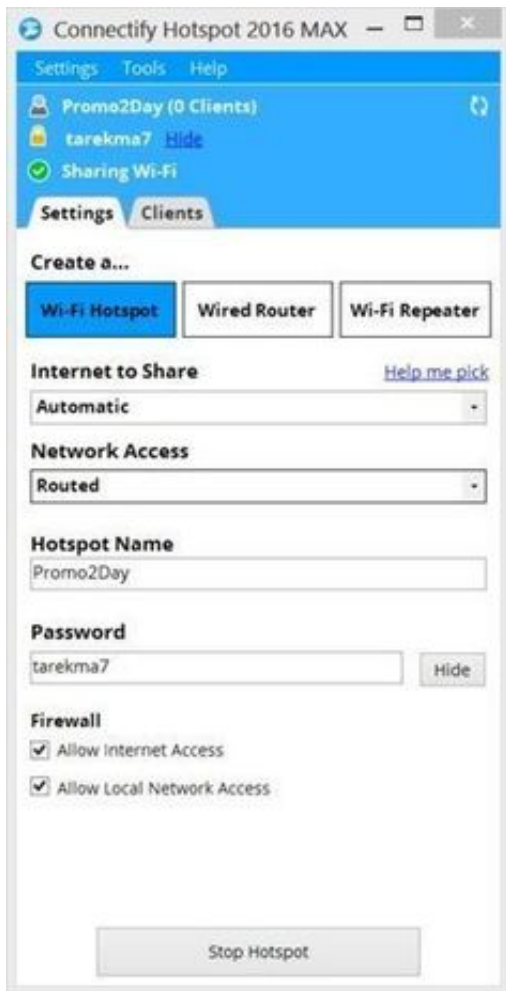 Connectify Hotspot 2016 MAX
Settings Tools Help
Promo2Day (0 Clients)
tarekma7 Hide
Sharing Wi-Fi
Settings Clients
Create a...
Wi-Fi Hotspot Wired Router Wi-Fi Repeater
Internet to Share Help me pick
Automatic
Network Access
Routed
Hotspot Name
Promo2Day
Password
tarekma7 Hide
Firewall
Allow Internet Access
Allow Local Network Access
Stop Hotspot